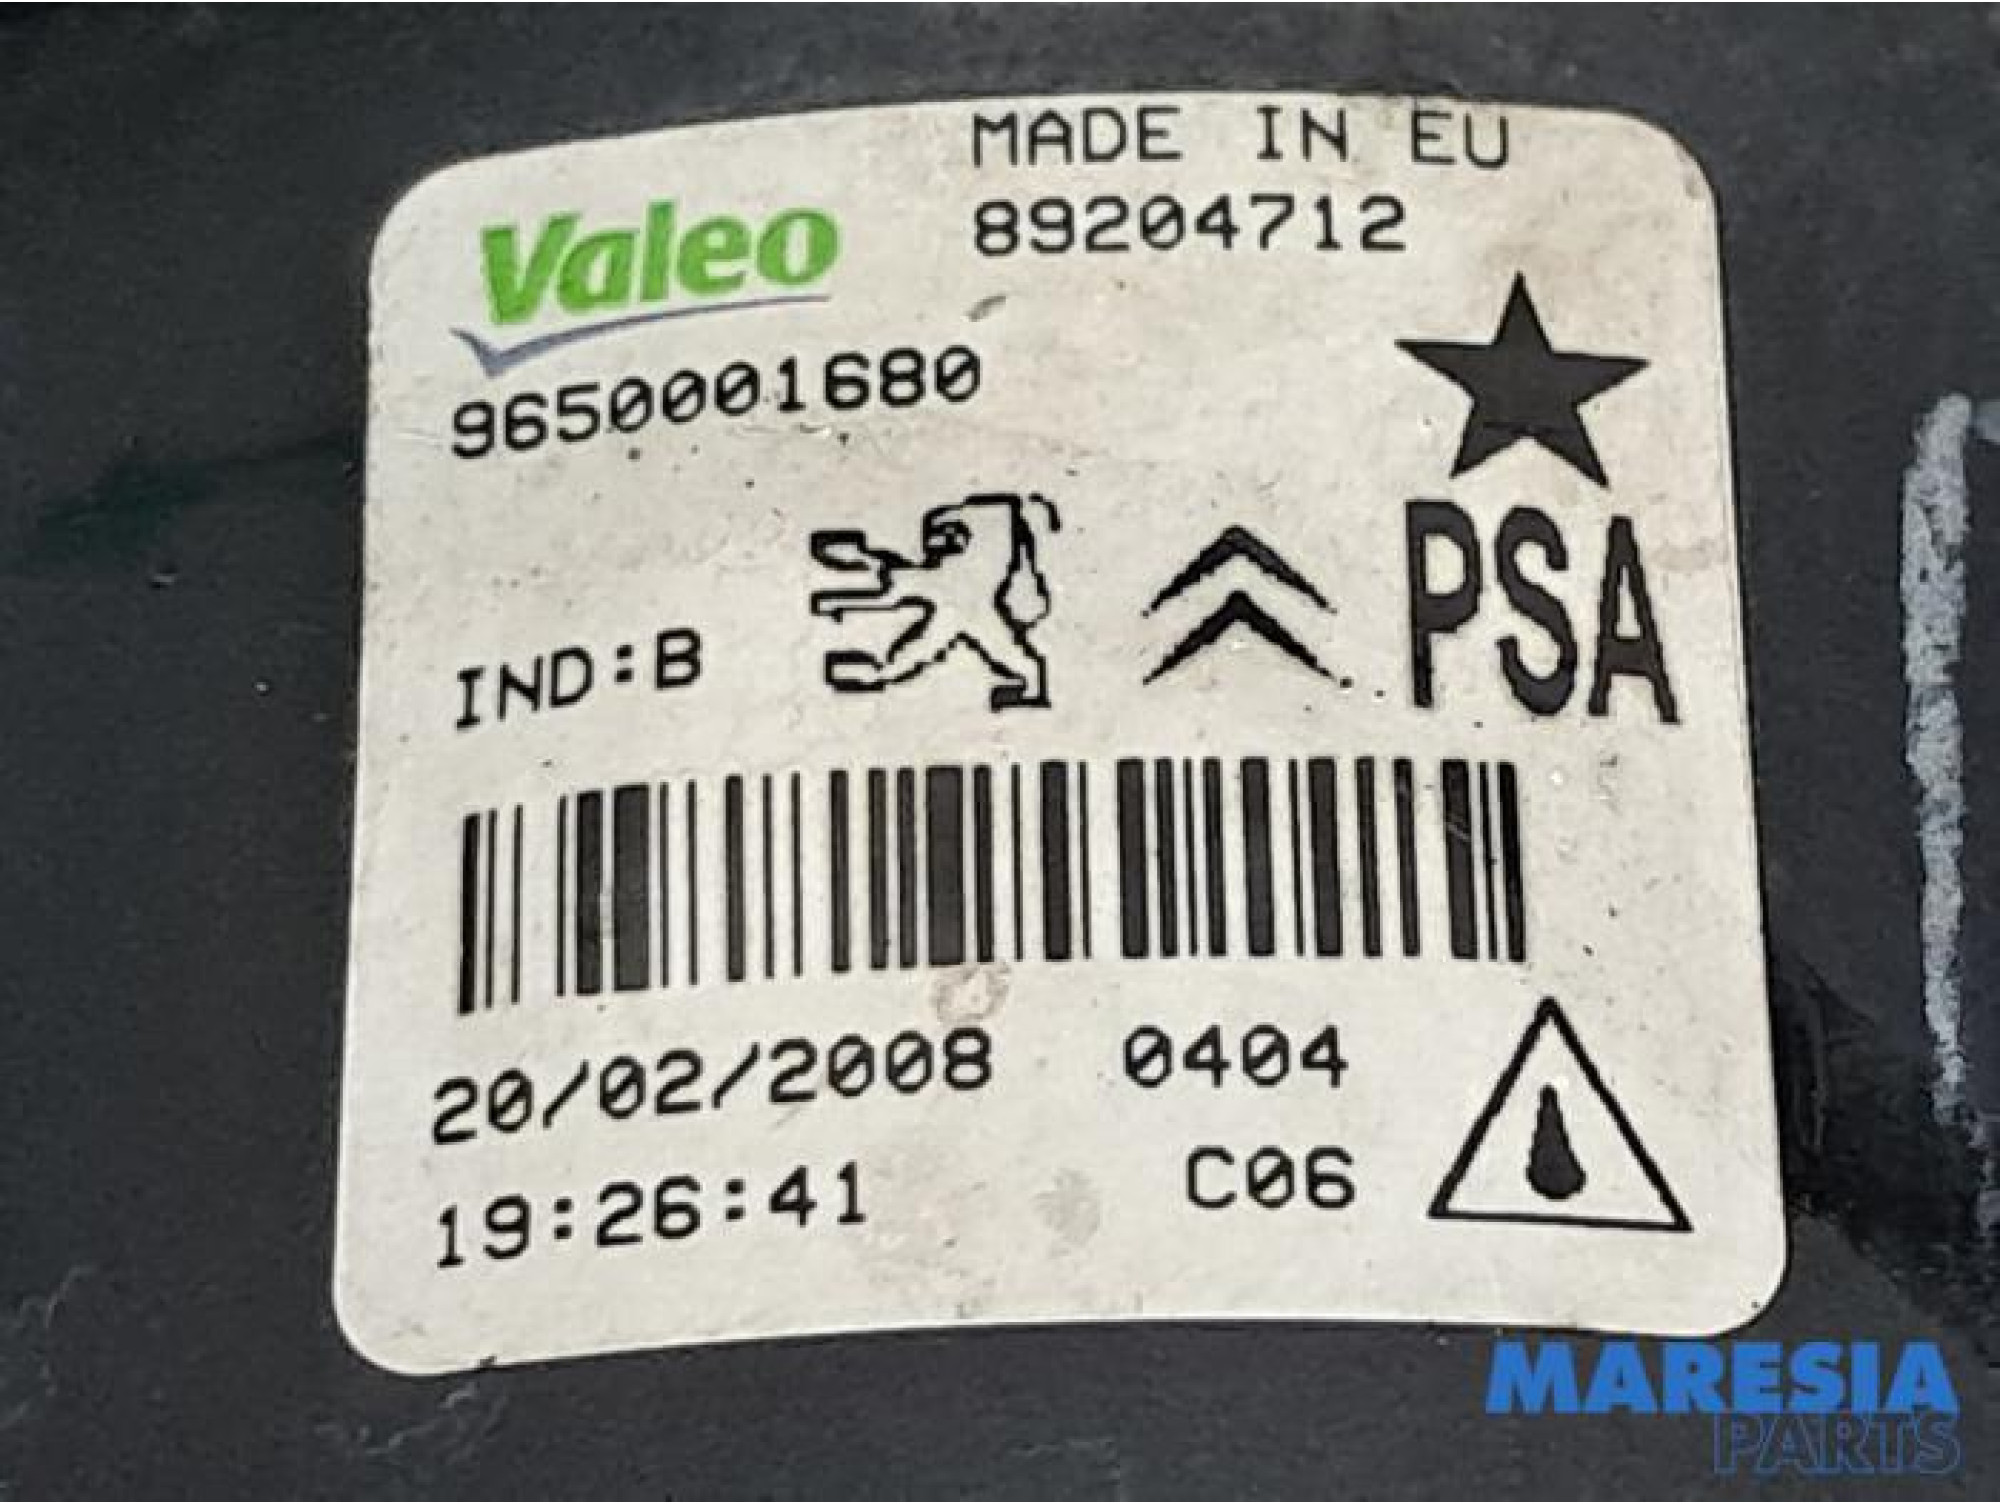 MADE IN EU
Valeo
89204712
9650001680
IND:B
PSA
20/02/2008 0404
19:26:41 C06
MARESIA
PARTS